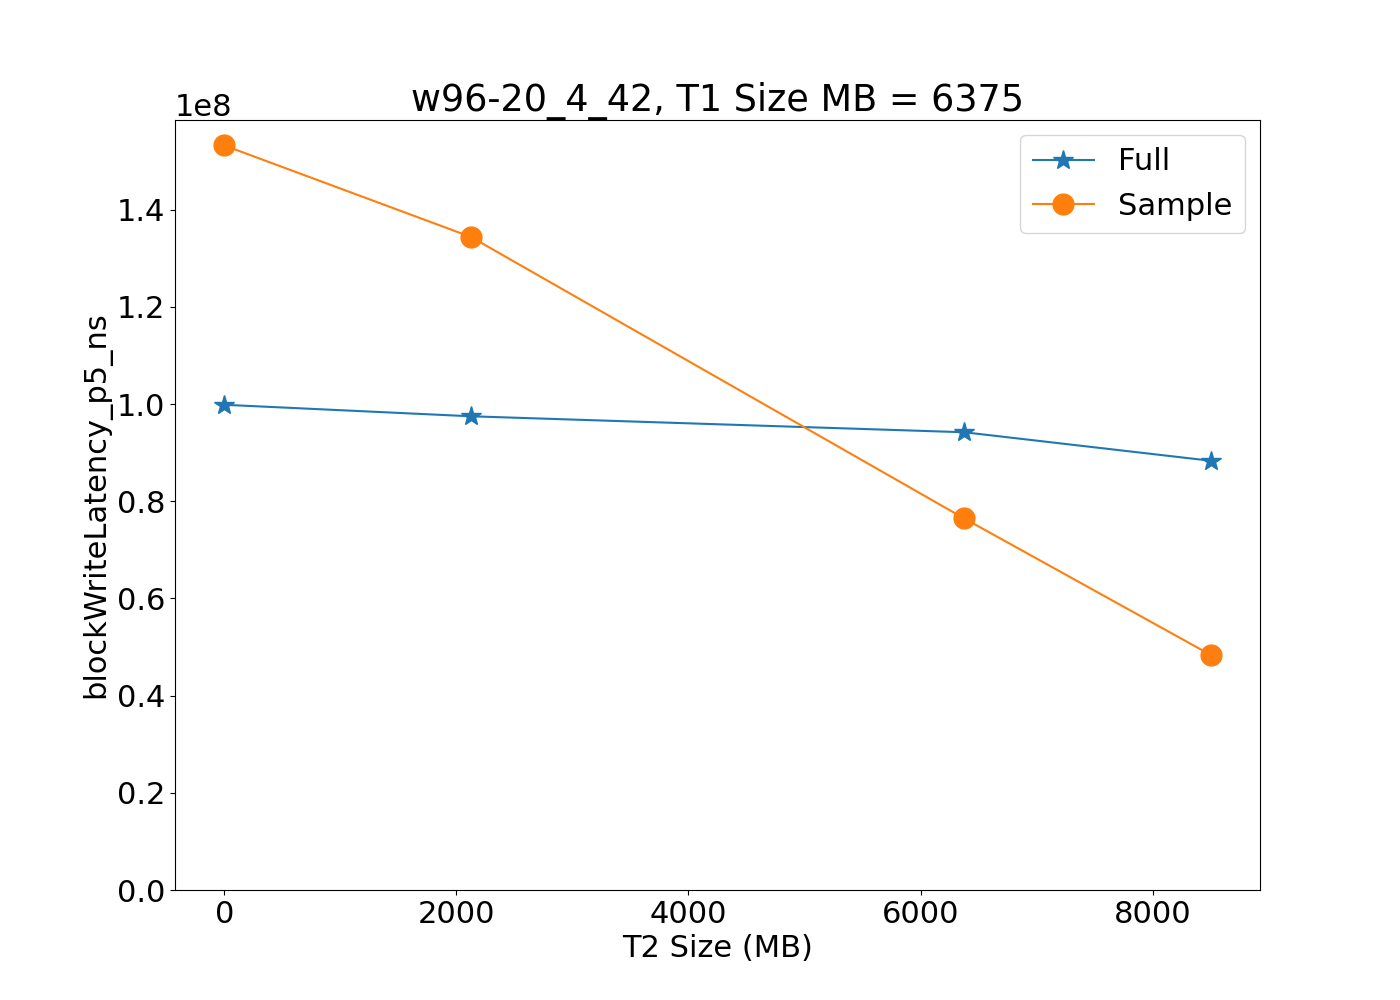 w96-20_4_42, T1 Size MB = 6375
1e8
Full
Sample
1.4
1.2
1.0
0.8
0.6
0.4
0.2
0.0
blockWriteLatency_p5_ns
0 2000 4000 6000 8000
T2 Size (MB)